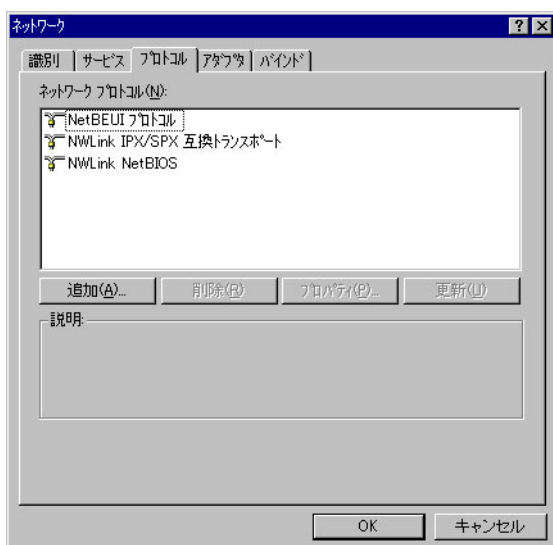 ネットワーク
識別 サービス プロトコル アダプタ バインド
ネットワーク プロトコル(N):
NetBEUI プロトコル
NWLink IPX/SPX 互換トランスポート
NWLink NetBIOS
追加(A)... 削除(R) プロパティ(P)... 更新(U)
説明:
OK キャンセル